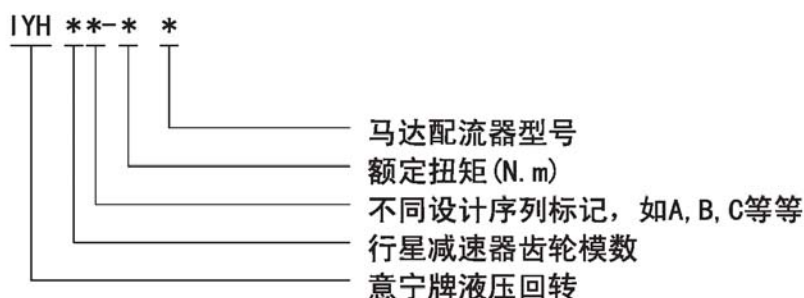 IYH **-* *
马达配流器型号
额定扭矩(N.m)
不同设计序列标记，如A,B,C等等
行星减速器齿轮模数
意宁牌液压回转